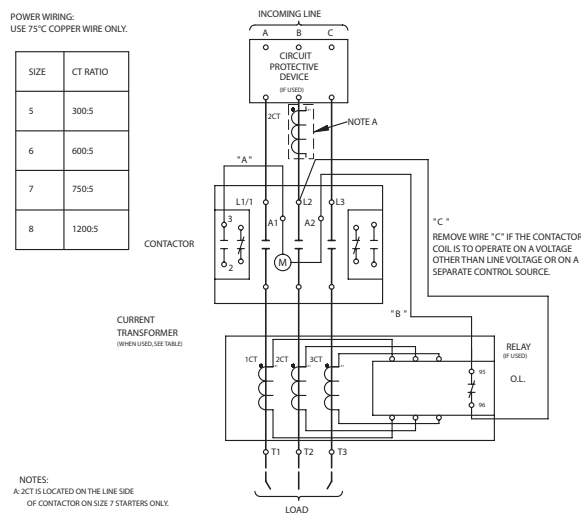 POWER WIRING:
USE 75°C COPPER WIRE ONLY.
SIZE CT RATIO
5 300:5
6 600:5
7 750:5
8 1200:5
INCOMING LINE
A B C
CIRCUIT
PROTECTIVE
DEVICE
(IF USED)
2CT
NOTE A
"A"
L1/1 L2 L3
3 A1 A2
2
M
CONTACTOR
"C"
REMOVE WIRE "C" IF THE CONTACTOR
COIL IS TO OPERATE ON A VOLTAGE
OTHER THAN LINE VOLTAGE OR ON A
SEPARATE CONTROL SOURCE.
"B"
CURRENT
TRANSFORMER
(WHEN USED, SEE TABLE)
1CT 2CT 3CT
RELAY
(IF USED)
O.L.
95
96
T1 T2 T3
LOAD
NOTES:
A: 2CT IS LOCATED ON THE LINE SIDE
OF CONTACTOR ON SIZE 7 STARTERS ONLY.